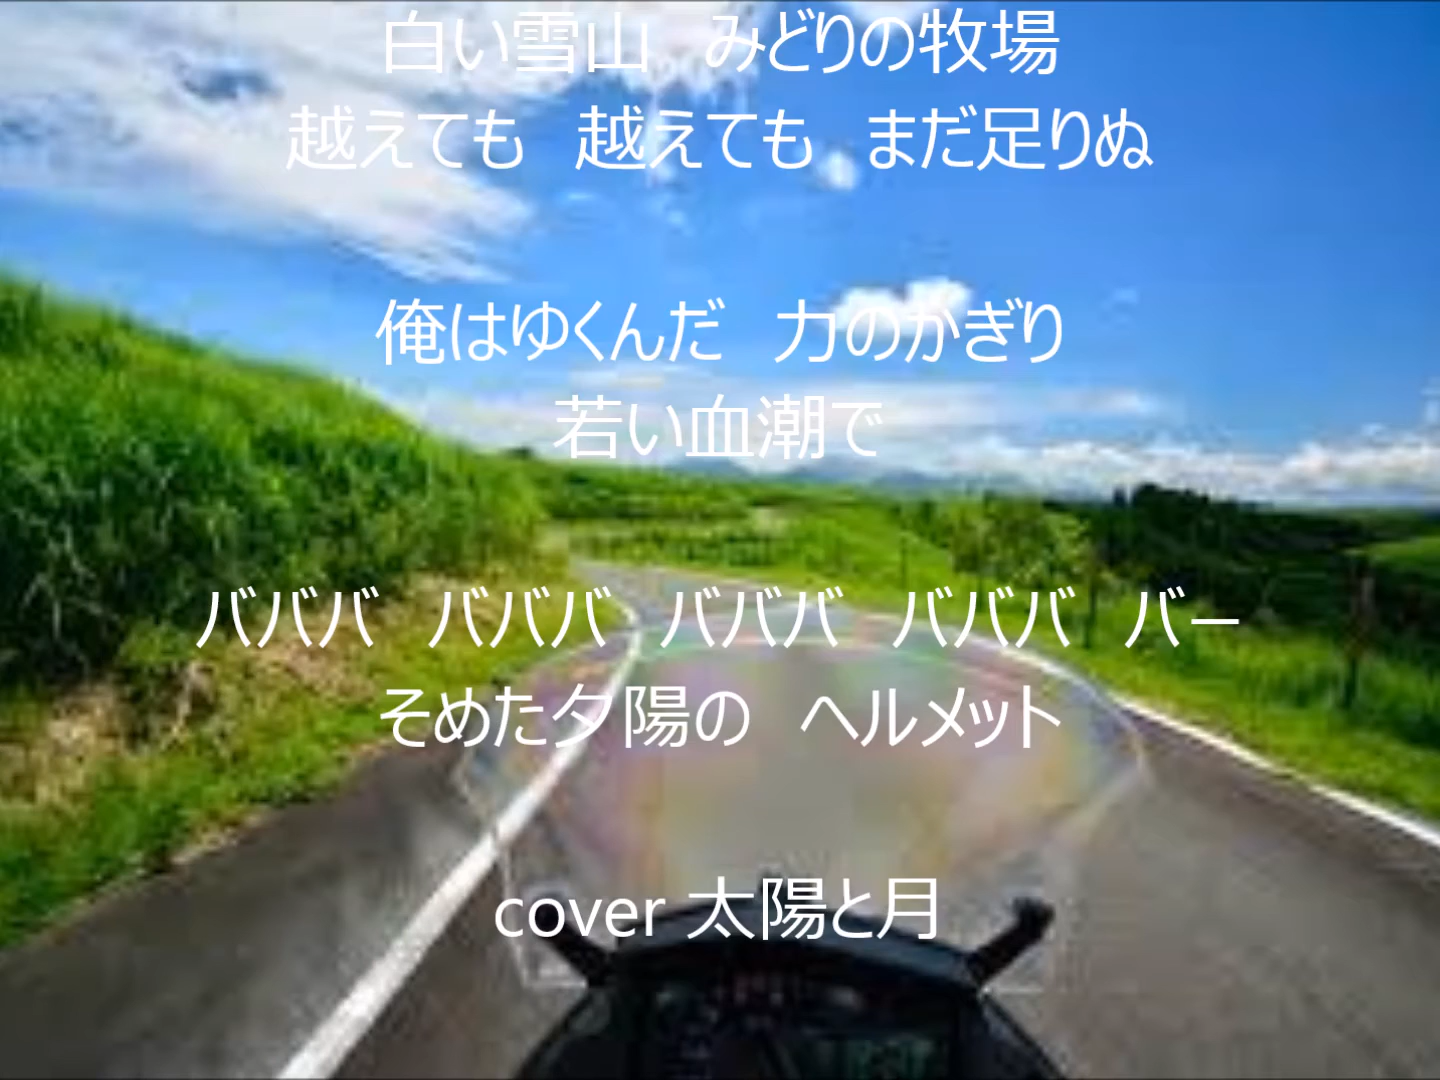 白い雪山　みどりの牧場
越えても　越えても　まだ足りぬ
俺はゆくんだ　力のかぎり
若い血潮で
バババ　バババ　バババ　バババ　バー
そめた夕陽の　ヘルメット
cover 太陽と月